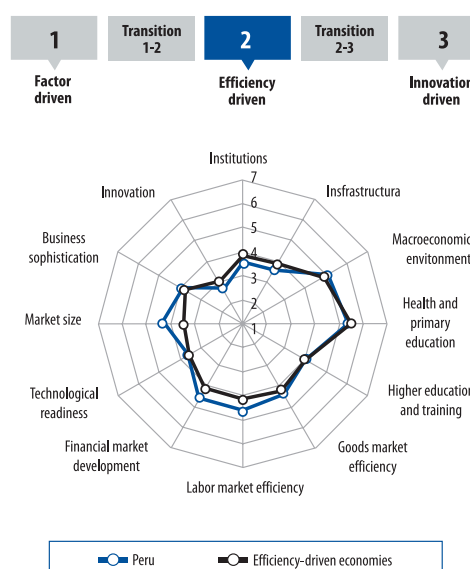 1
Transition
1-2
2
Transition
2-3
3
Factor
driven
Efficiency
driven
Innovation
driven
Institutions
Insfrastructura
Macroeconomic
envitonment
Health and
primary
education
Higher education
and training
Goods market
efficiency
Labor market efficiency
Financial market
development
Technological
readiness
Market size
Business
sophistication
Innovation
7
6
5
4
3
2
1
Peru
Efficiency-driven economies